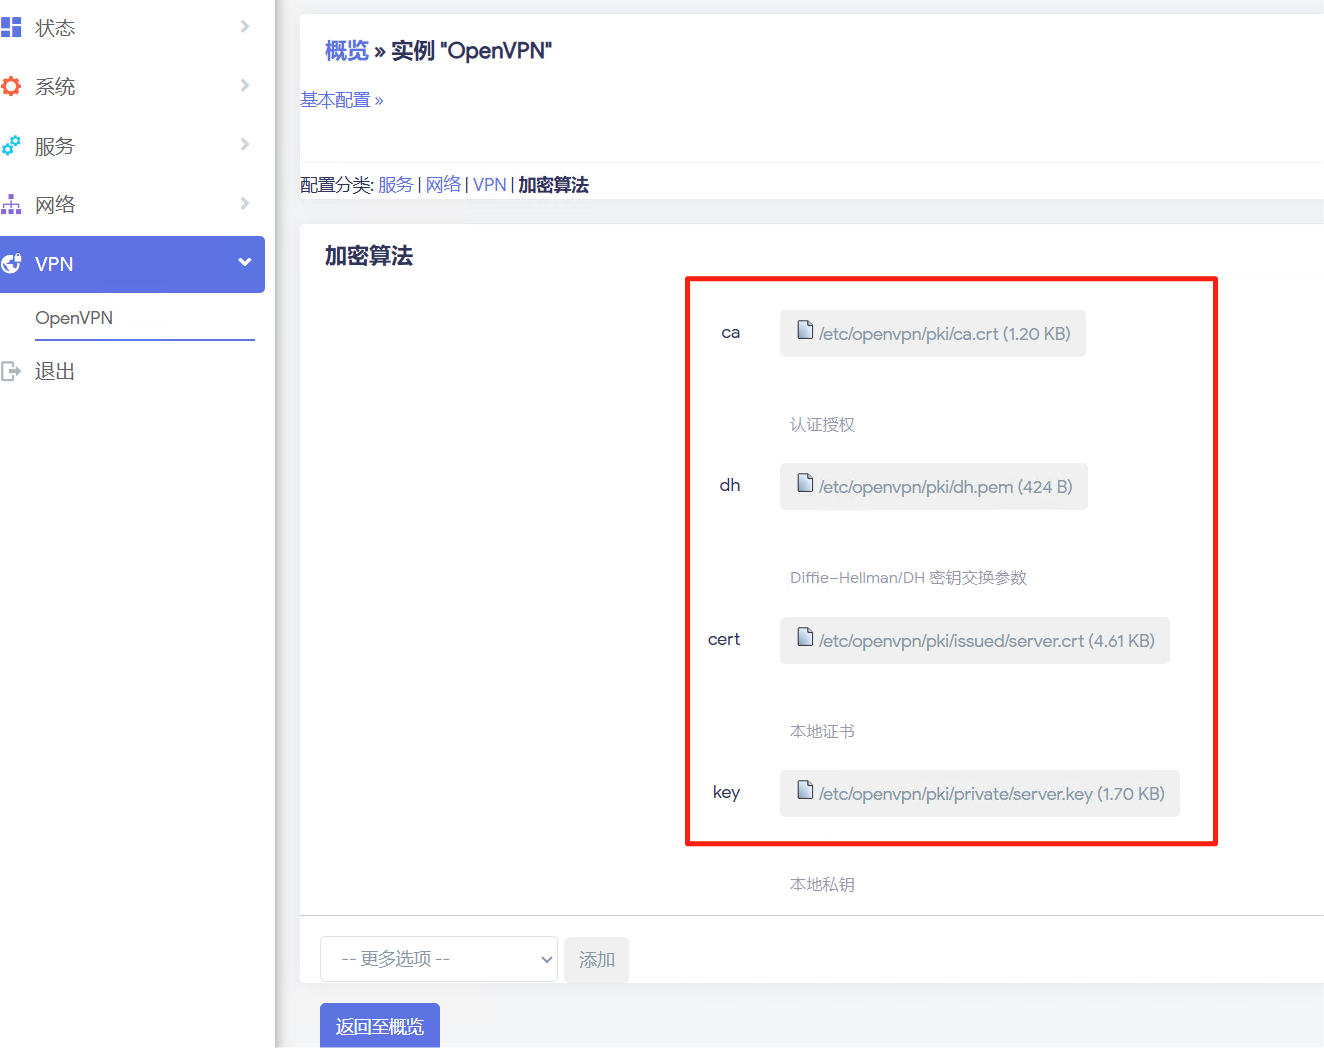 状态
系统
服务
网络
VPN
OpenVPN
退出
概览 » 实例 "OpenVPN"
基本配置 »
配置分类: 服务 | 网络 | VPN | 加密算法
加密算法
ca
/etc/openvpn/pki/ca.crt (1.20 KB)
认证授权
dh
/etc/openvpn/pki/dh.pem (424 B)
Diffie-Hellman/DH 密钥交换参数
cert
/etc/openvpn/pki/issued/server.crt (4.61 KB)
本地证书
key
/etc/openvpn/pki/private/server.key (1.70 KB)
本地私钥
-- 更多选项 --
添加
返回至概览